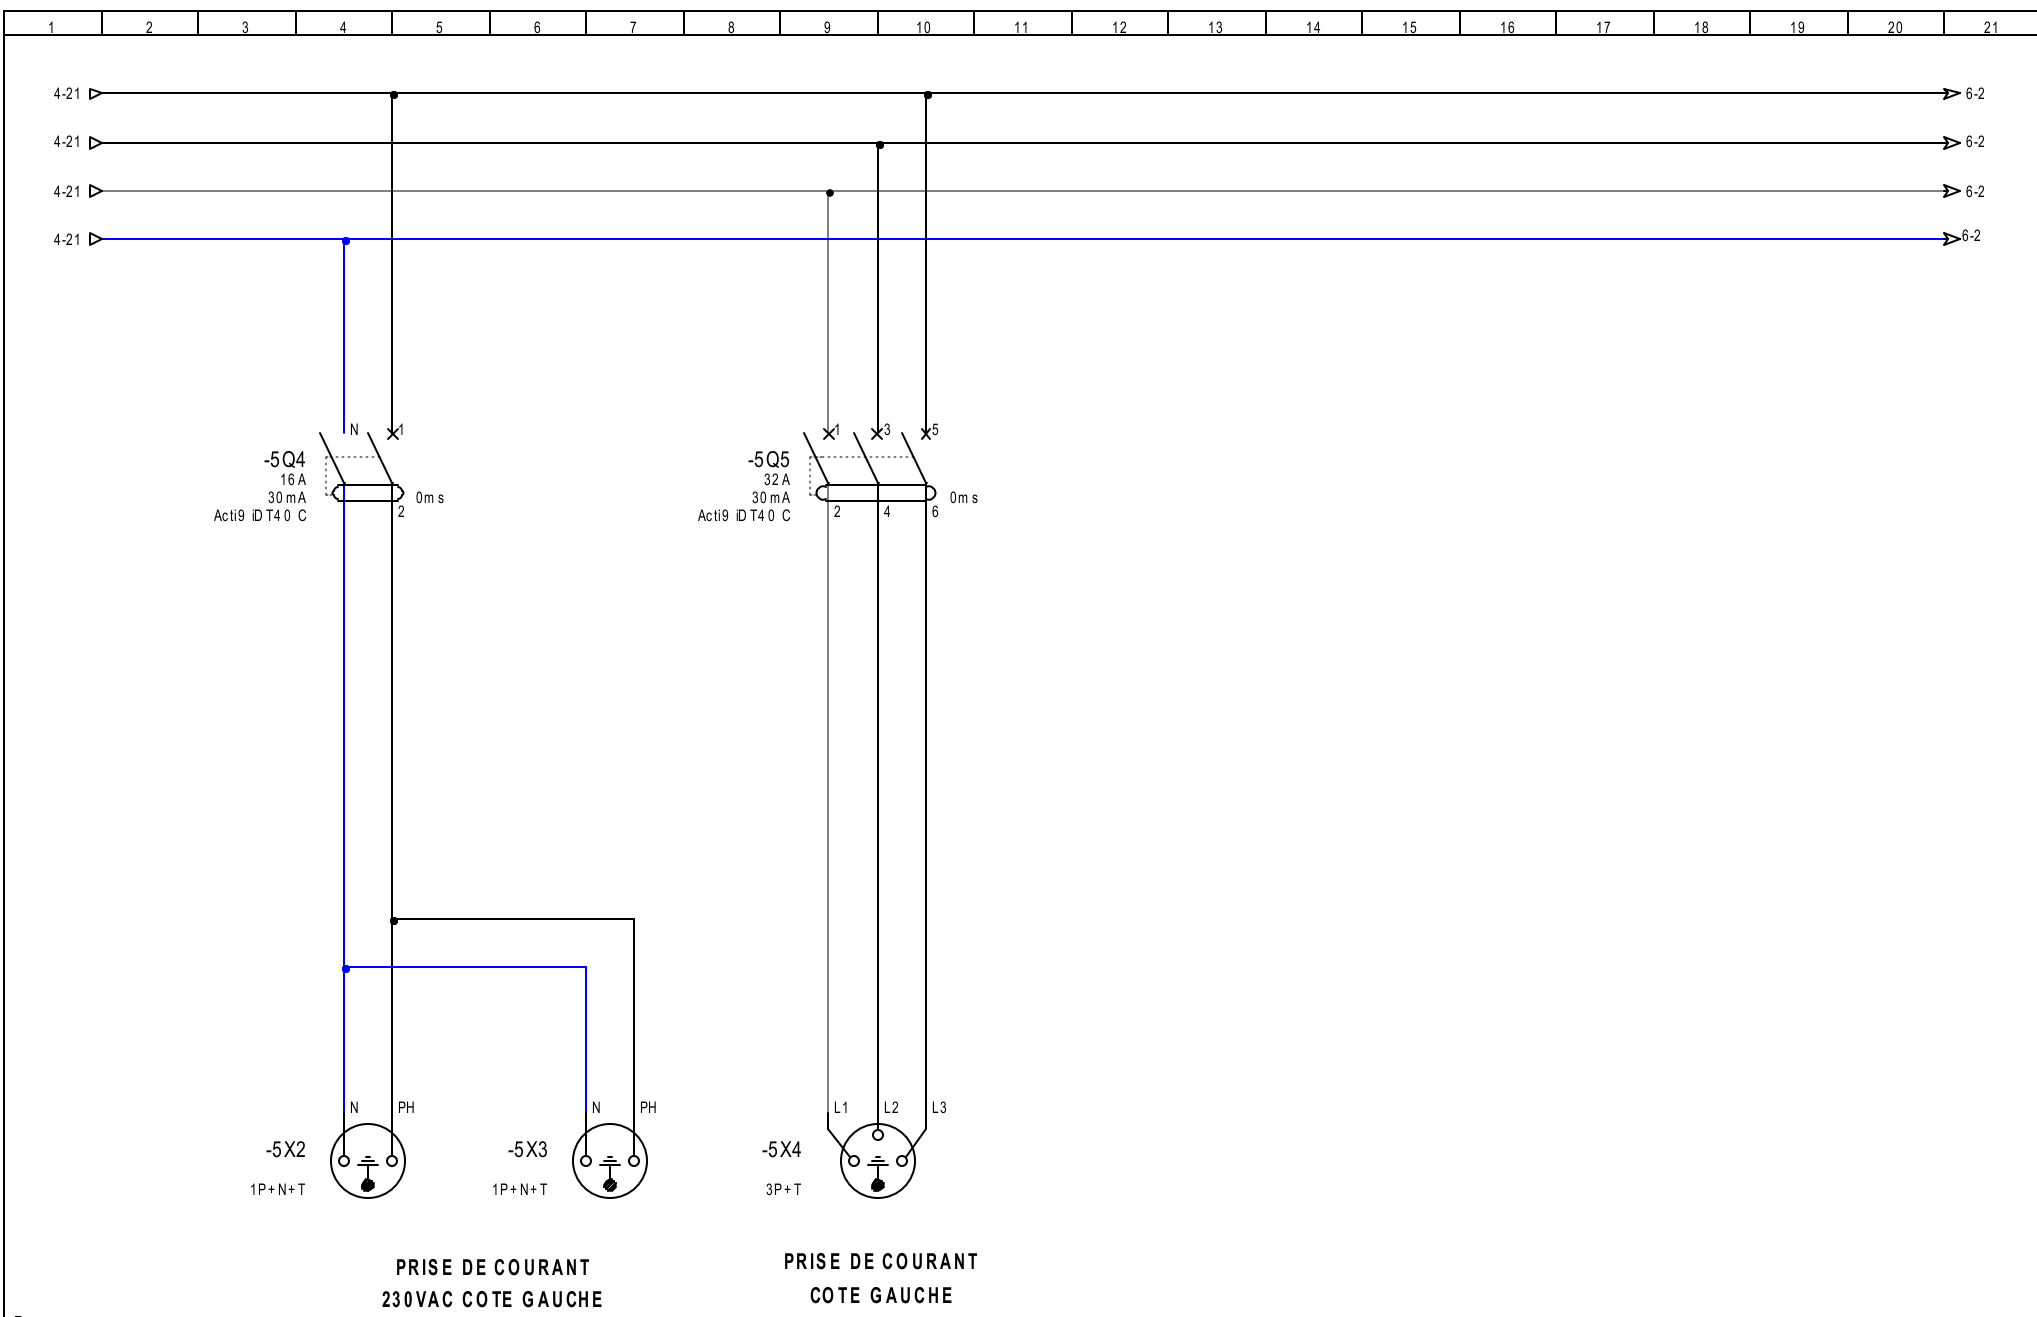 1 2 3 4 5 6 7 8 9 10 11 12 13 14 15 16 17 18 19 20 21
4-21 6-2
4-21 6-2
4-21 6-2
4-21 6-2
N 1
-5Q4
16A
30mA
Acti9 iDT40 C
0ms
2
1 3 5
-5Q5
32A
30mA
Acti9 iDT40 C
0ms
2 4 6
N PH
-5X2
1P+N+T
N PH
-5X3
1P+N+T
L1 L2 L3
-5X4
3P+T
PRISE DE COURANT
230VAC COTE GAUCHE
PRISE DE COURANT
COTE GAUCHE